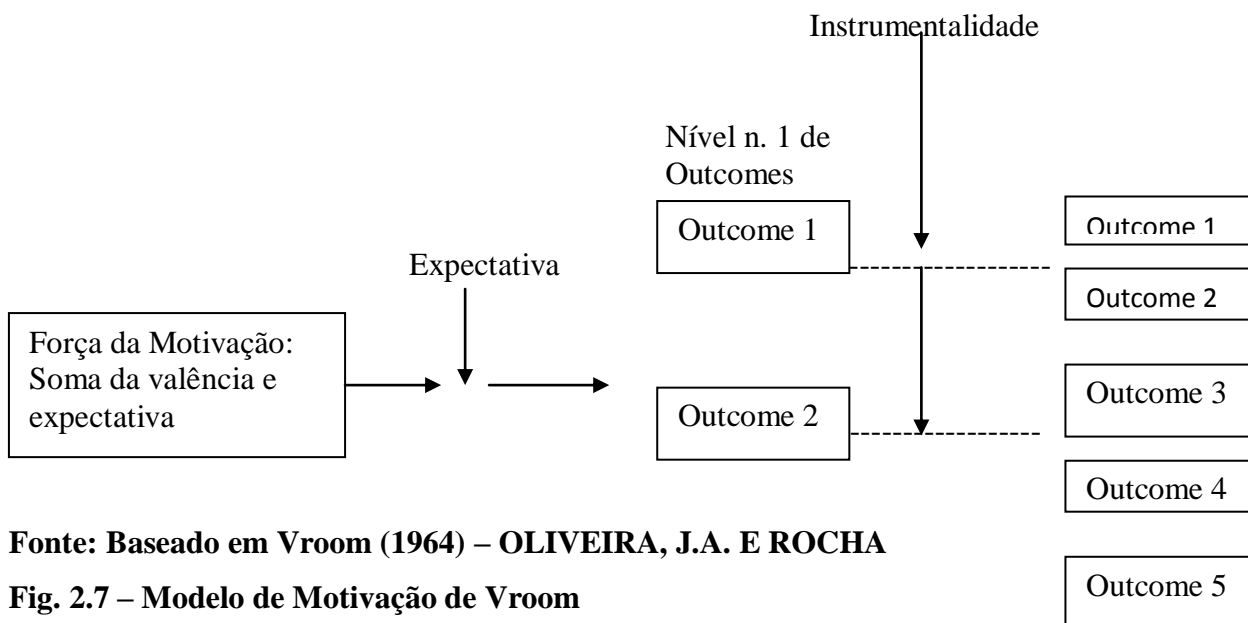 Instrumentalidade
Nível n. 1 de
Outcomes
Outcome 1
Outcome 1
Expectativa
Outcome 2
Força da Motivação:
Soma da valência e
expectativa
Outcome 2
Outcome 3
Outcome 4
Fonte: Baseado em Vroom (1964) – OLIVEIRA, J.A. E ROCHA
Outcome 5
Fig. 2.7 – Modelo de Motivação de Vroom